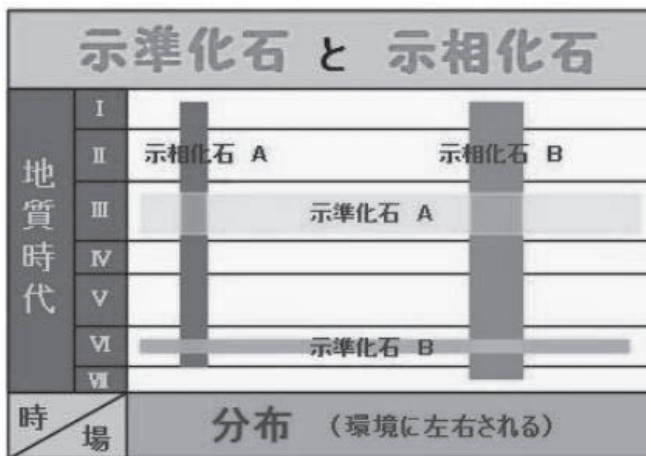 示準化石 と 示相化石
地質時代
I
II
示相化石 A
示相化石 B
III
示準化石 A
IV
V
VI
示準化石 B
VII
時
場
分布 (環境に左右される)